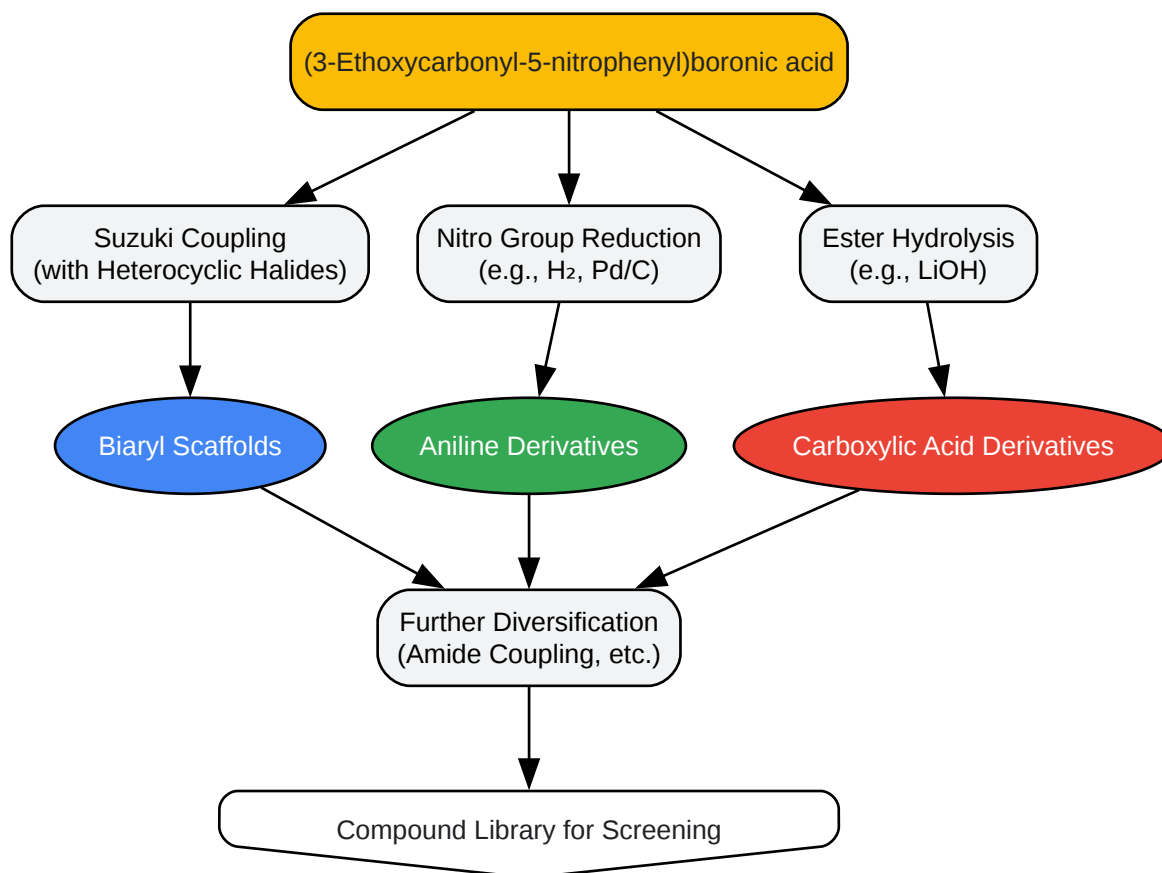 (3-Ethoxycarbonyl-5-nitrophenyl)boronic acid
Suzuki Coupling
(with Heterocyclic Halides)
Nitro Group Reduction
(e.g., H₂, Pd/C)
Ester Hydrolysis
(e.g., LiOH)
Biaryl Scaffolds
Aniline Derivatives
Carboxylic Acid Derivatives
Further Diversification
(Amide Coupling, etc.)
Compound Library for Screening